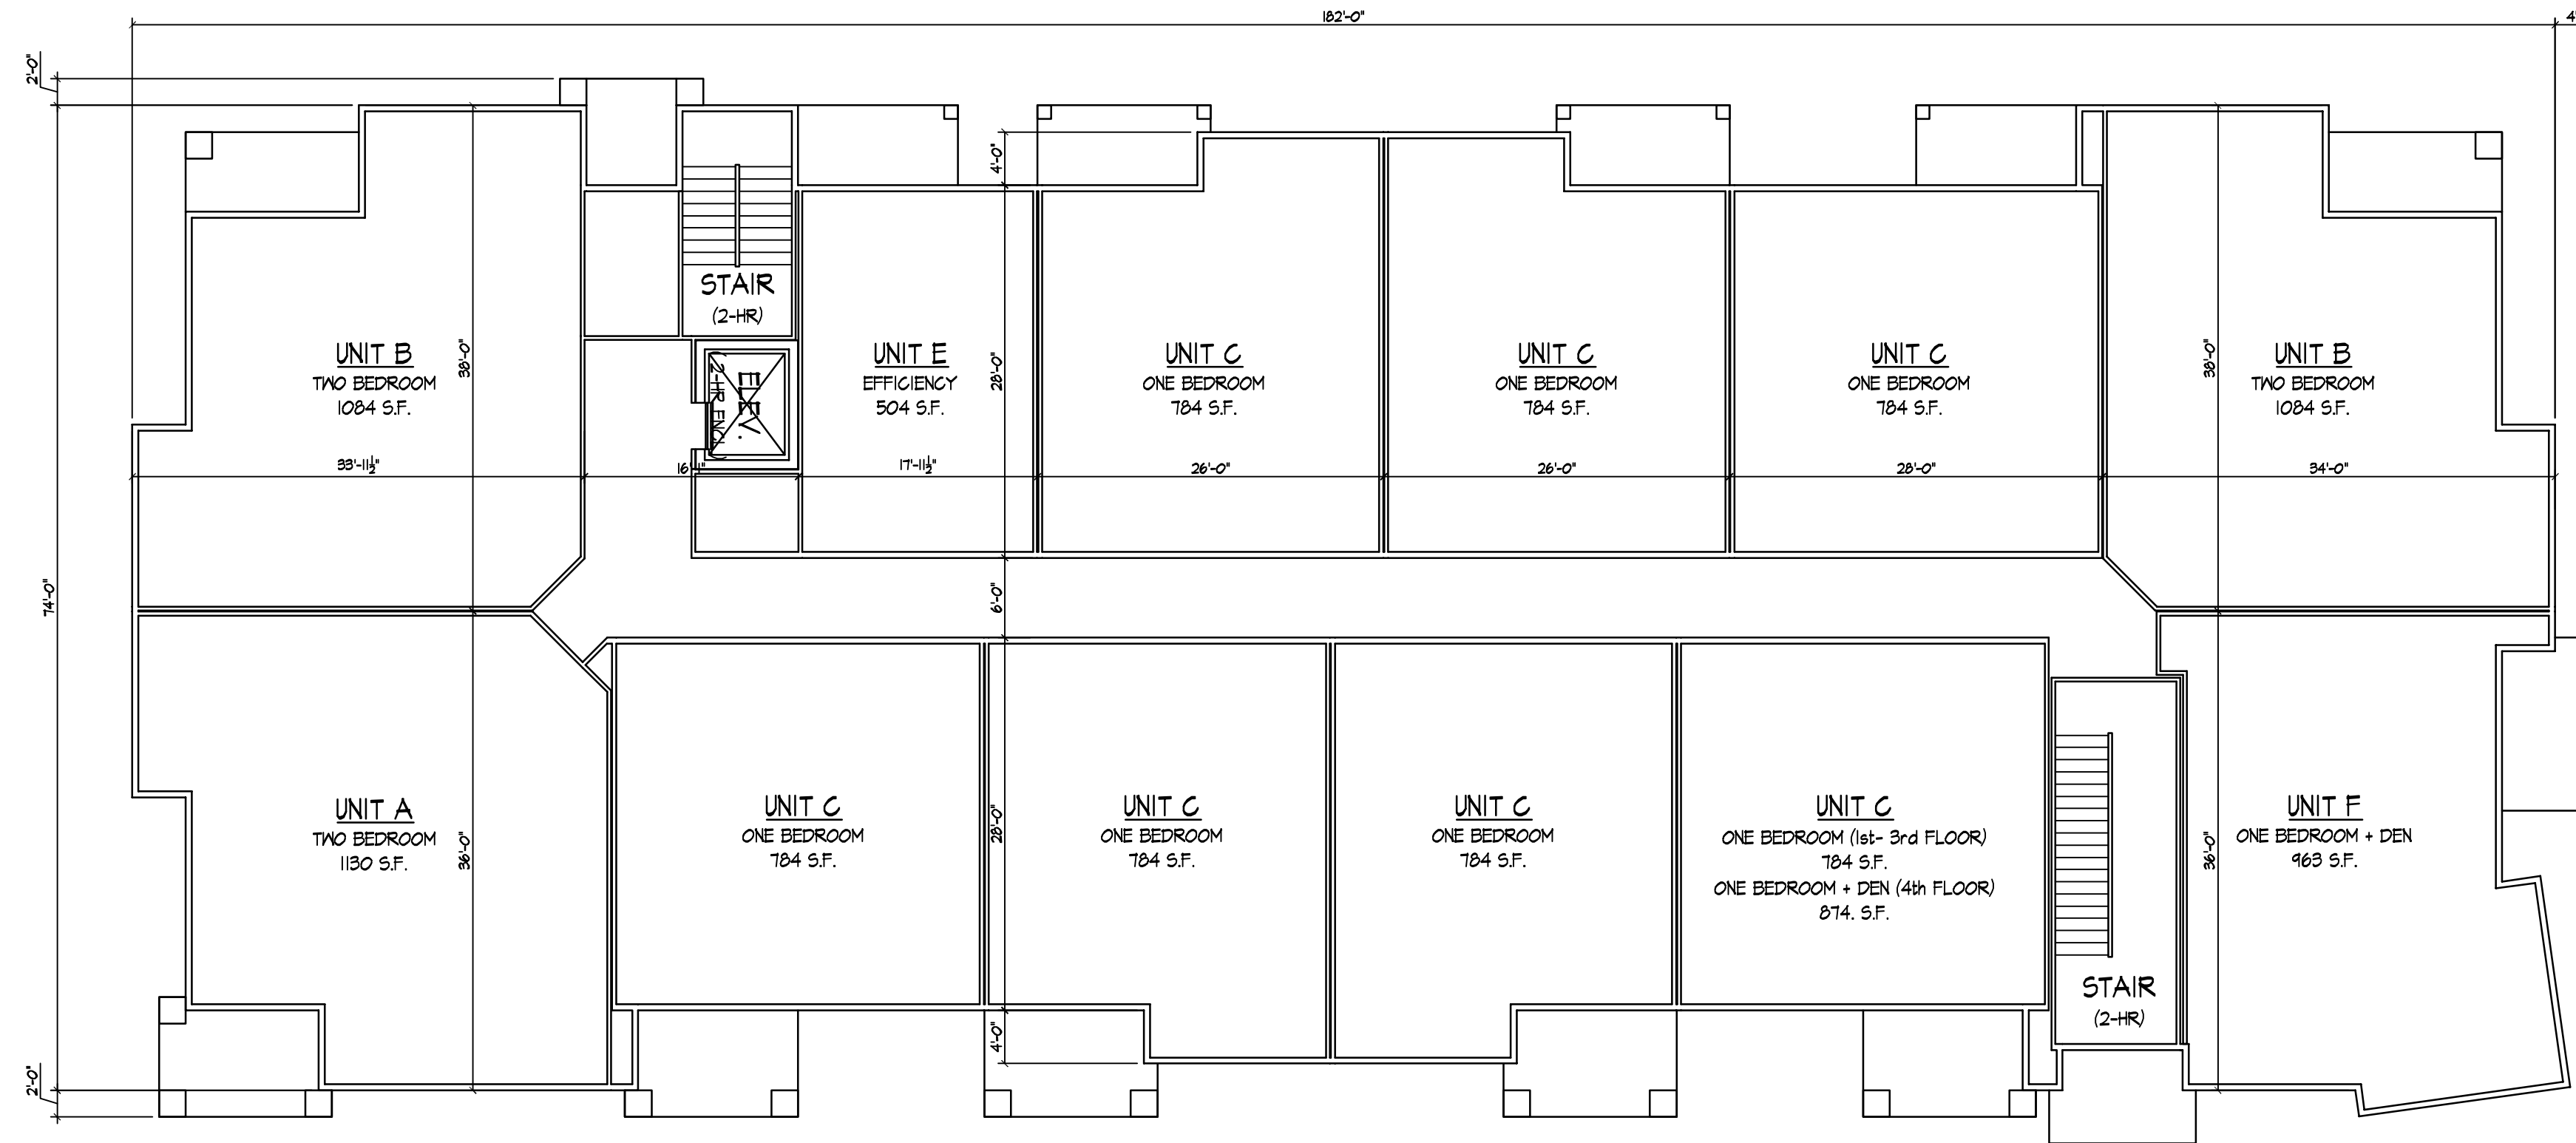 182'-0"
2'-0"
4'-0"
STAIR
(2-HR)
UNIT B
TWO BEDROOM
1084 S.F.
38'-0"
ELEV.
UNIT E
EFFICIENCY
504 S.F.
28'-0"
UNIT C
ONE BEDROOM
784 S.F.
UNIT C
ONE BEDROOM
784 S.F.
UNIT C
ONE BEDROOM
784 S.F.
38'-0"
UNIT B
TWO BEDROOM
1084 S.F.
33'-11½"
16'-1"
17'-11½"
26'-0"
26'-0"
28'-0"
34'-0"
74'-0"
6'-0"
UNIT A
TWO BEDROOM
1130 S.F.
36'-0"
UNIT C
ONE BEDROOM
784 S.F.
28'-0"
UNIT C
ONE BEDROOM
784 S.F.
UNIT C
ONE BEDROOM
784 S.F.
UNIT C
ONE BEDROOM (1st- 3rd FLOOR)
784 S.F.
ONE BEDROOM + DEN (4th FLOOR)
874. S.F.
36'-0"
UNIT F
ONE BEDROOM + DEN
963 S.F.
STAIR
(2-HR)
4'-0"
2'-0"